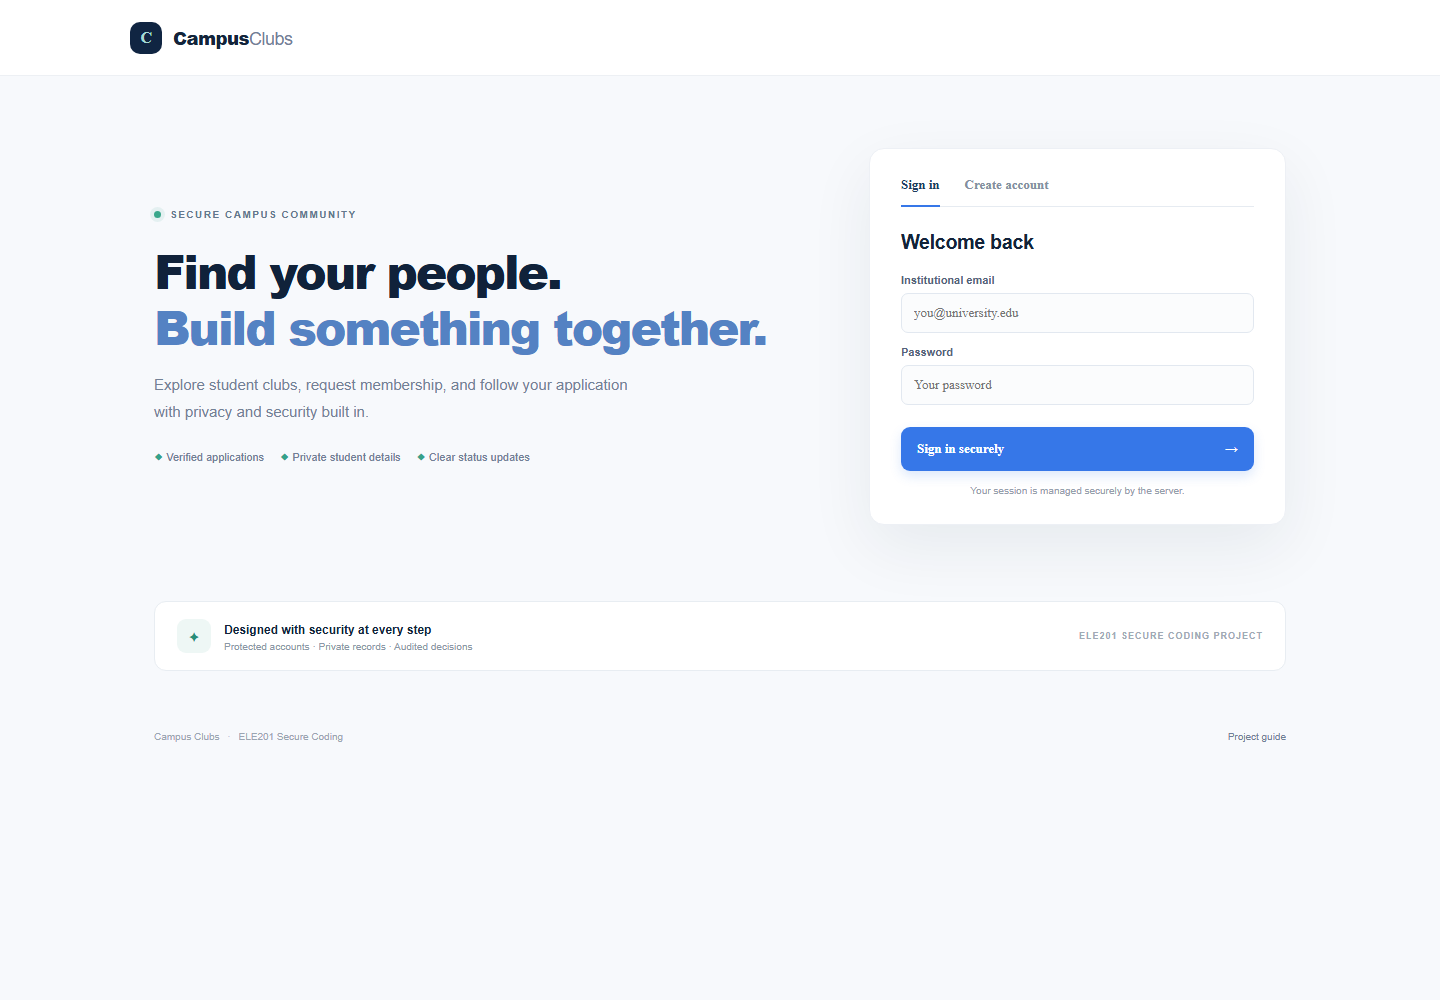 C CampusClubs
SECURE CAMPUS COMMUNITY
Find your people.
Build something together.
Explore student clubs, request membership, and follow your application
with privacy and security built in.
Verified applications Private student details Clear status updates
Sign in Create account
Welcome back
Institutional email
you@university.edu
Password
Your password
Sign in securely →
Your session is managed securely by the server.
Designed with security at every step
Protected accounts · Private records · Audited decisions
ELE201 SECURE CODING PROJECT
Campus Clubs · ELE201 Secure Coding
Project guide